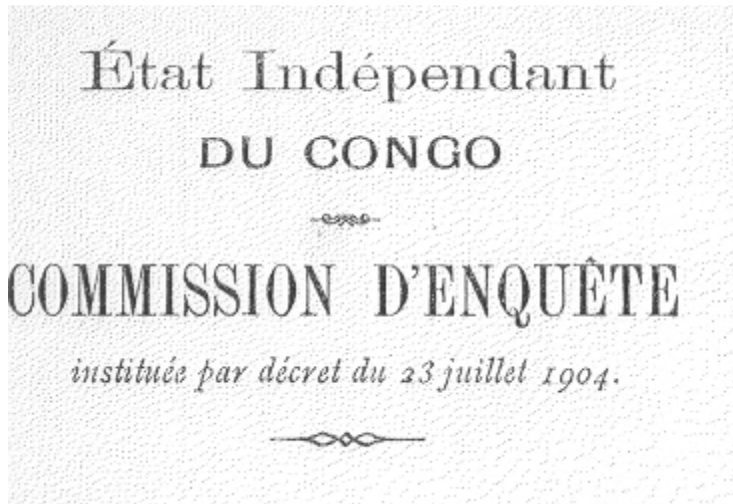 État Indépendant
DU CONGO
COMMISSION D'ENQUÊTE
instituée par décret du 23 juillet 1904.